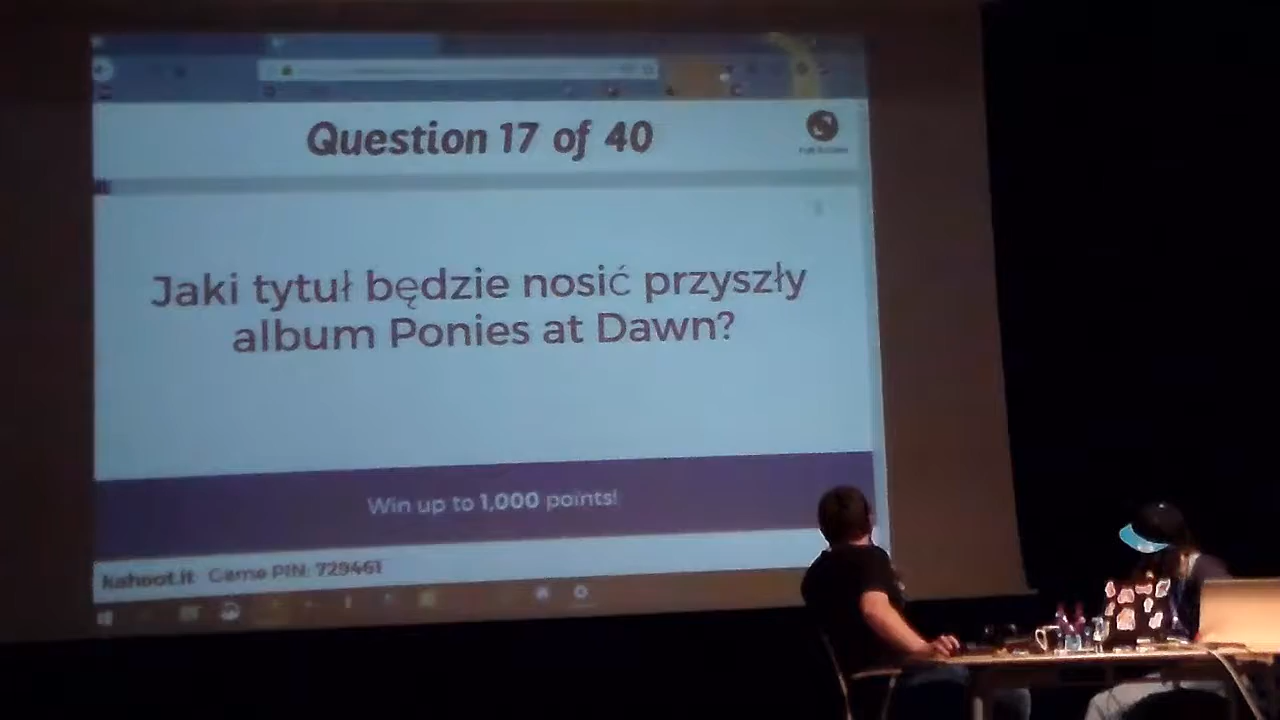 Question 17 of 40
Jaki tytuł będzie nosić przyszły
album Ponies at Dawn?
Win up to 1,000 points!
kahoot.it Game PIN: 729461